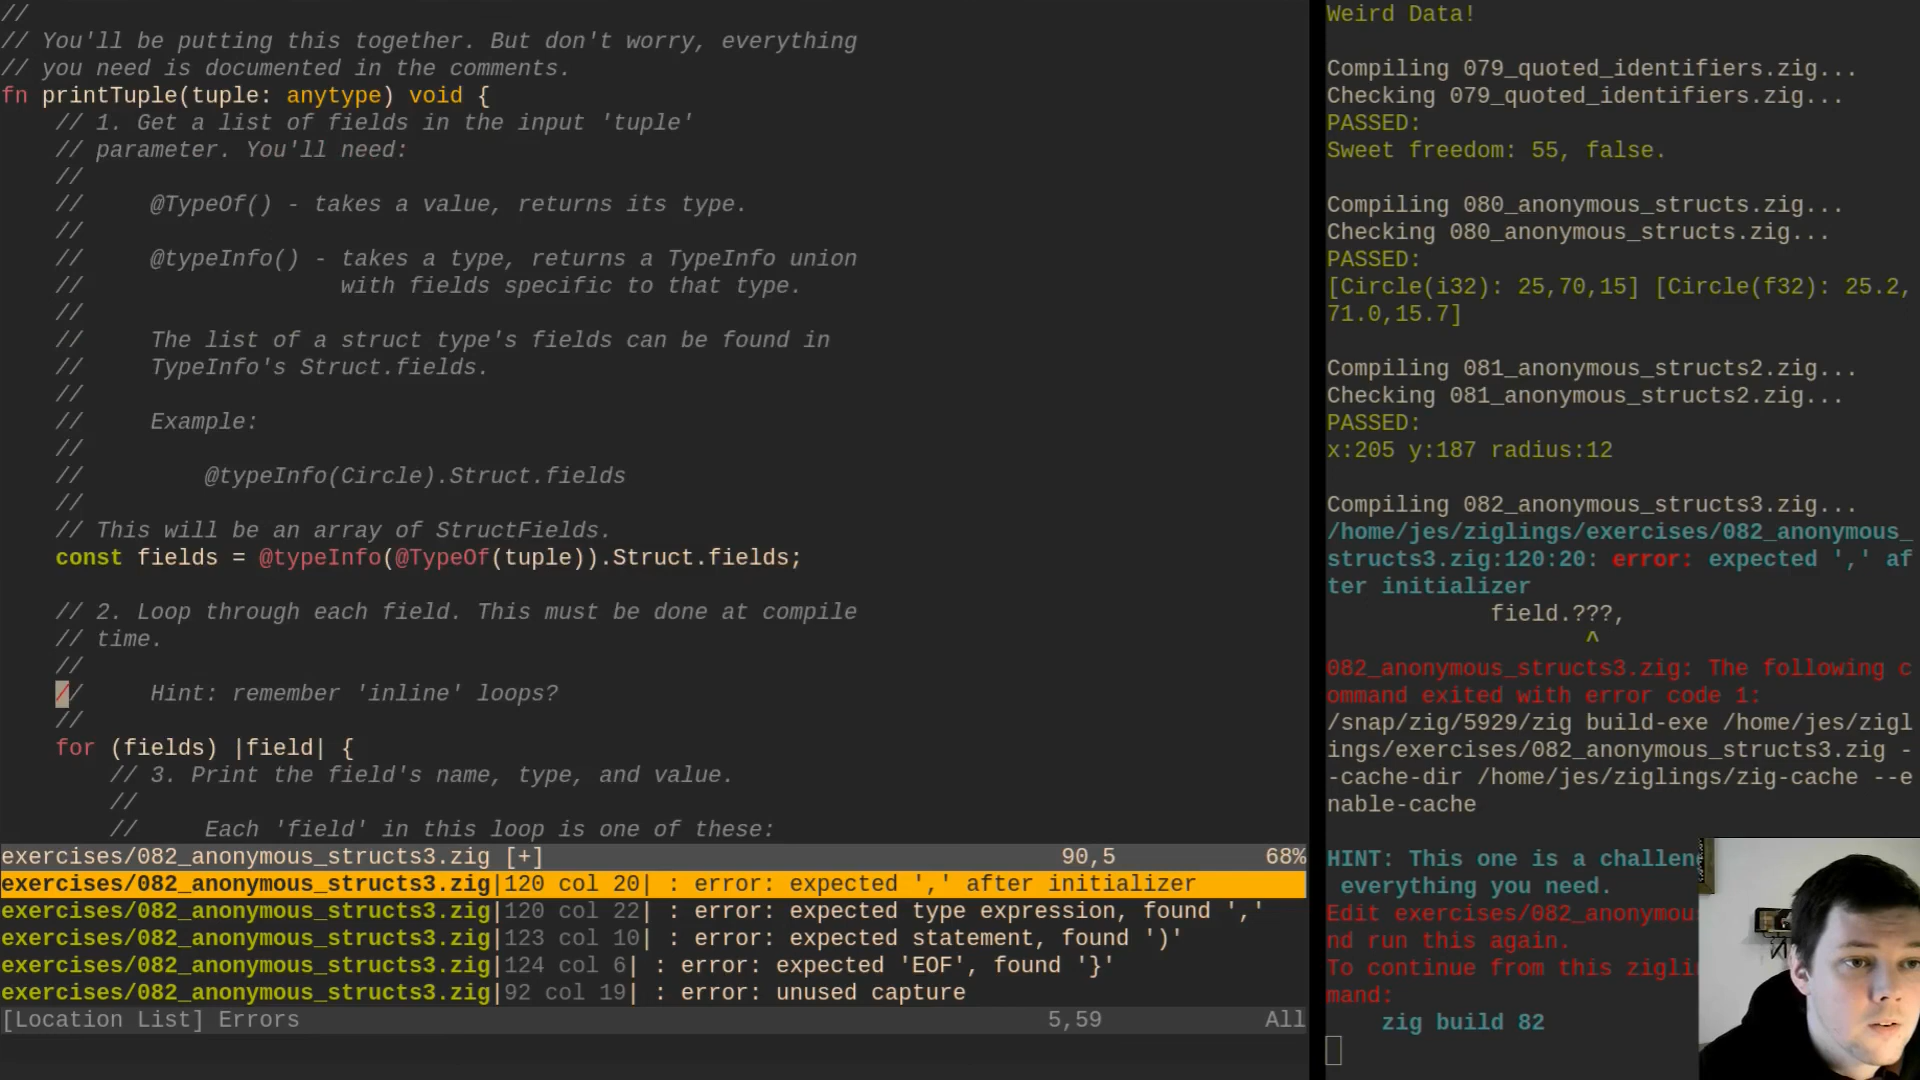 //
// You'll be putting this together. But don't worry, everything
// you need is documented in the comments.
fn printTuple(tuple: anytype) void {
    // 1. Get a list of fields in the input 'tuple'
    // parameter. You'll need:
    //
    //     @TypeOf() - takes a value, returns its type.
    //
    //     @typeInfo() - takes a type, returns a TypeInfo union
    //                   with fields specific to that type.
    //
    //     The list of a struct type's fields can be found in
    //     TypeInfo's Struct.fields.
    //
    //     Example:
    //
    //         @typeInfo(Circle).Struct.fields
    //
    // This will be an array of StructFields.
    const fields = @typeInfo(@TypeOf(tuple)).Struct.fields;
    // 2. Loop through each field. This must be done at compile
    // time.
    //
    //     Hint: remember 'inline' loops?
    //
    for (fields) |field| {
        // 3. Print the field's name, type, and value.
        //
        //     Each 'field' in this loop is one of these:
exercises/082_anonymous_structs3.zig [+] 90,5 68%
exercises/082_anonymous_structs3.zig|120 col 20| : error: expected ',' after initializer
exercises/082_anonymous_structs3.zig|120 col 22| : error: expected type expression, found ','
exercises/082_anonymous_structs3.zig|123 col 10| : error: expected statement, found ')'
exercises/082_anonymous_structs3.zig|124 col 6| : error: expected 'EOF', found '}'
exercises/082_anonymous_structs3.zig|92 col 19| : error: unused capture
[Location List] Errors 5,59 All
Weird Data!
Compiling 079_quoted_identifiers.zig...
Checking 079_quoted_identifiers.zig...
PASSED:
Sweet freedom: 55, false.
Compiling 080_anonymous_structs.zig...
Checking 080_anonymous_structs.zig...
PASSED:
[Circle(i32): 25,70,15] [Circle(f32): 25.2,
71.0,15.7]
Compiling 081_anonymous_structs2.zig...
Checking 081_anonymous_structs2.zig...
PASSED:
x:205 y:187 radius:12
Compiling 082_anonymous_structs3.zig...
/home/jes/ziglings/exercises/082_anonymous_
structs3.zig:120:20: error: expected ',' af
ter initializer
            field.???,
                   ^
082_anonymous_structs3.zig: The following c
ommand exited with error code 1:
/snap/zig/5929/zig build-exe /home/jes/zigl
ings/exercises/082_anonymous_structs3.zig -
-cache-dir /home/jes/ziglings/zig-cache --e
nable-cache
HINT: This one is a challen
 everything you need.
Edit exercises/082_anonymou
nd run this again.
To continue from this zigli
mand:
    zig build 82